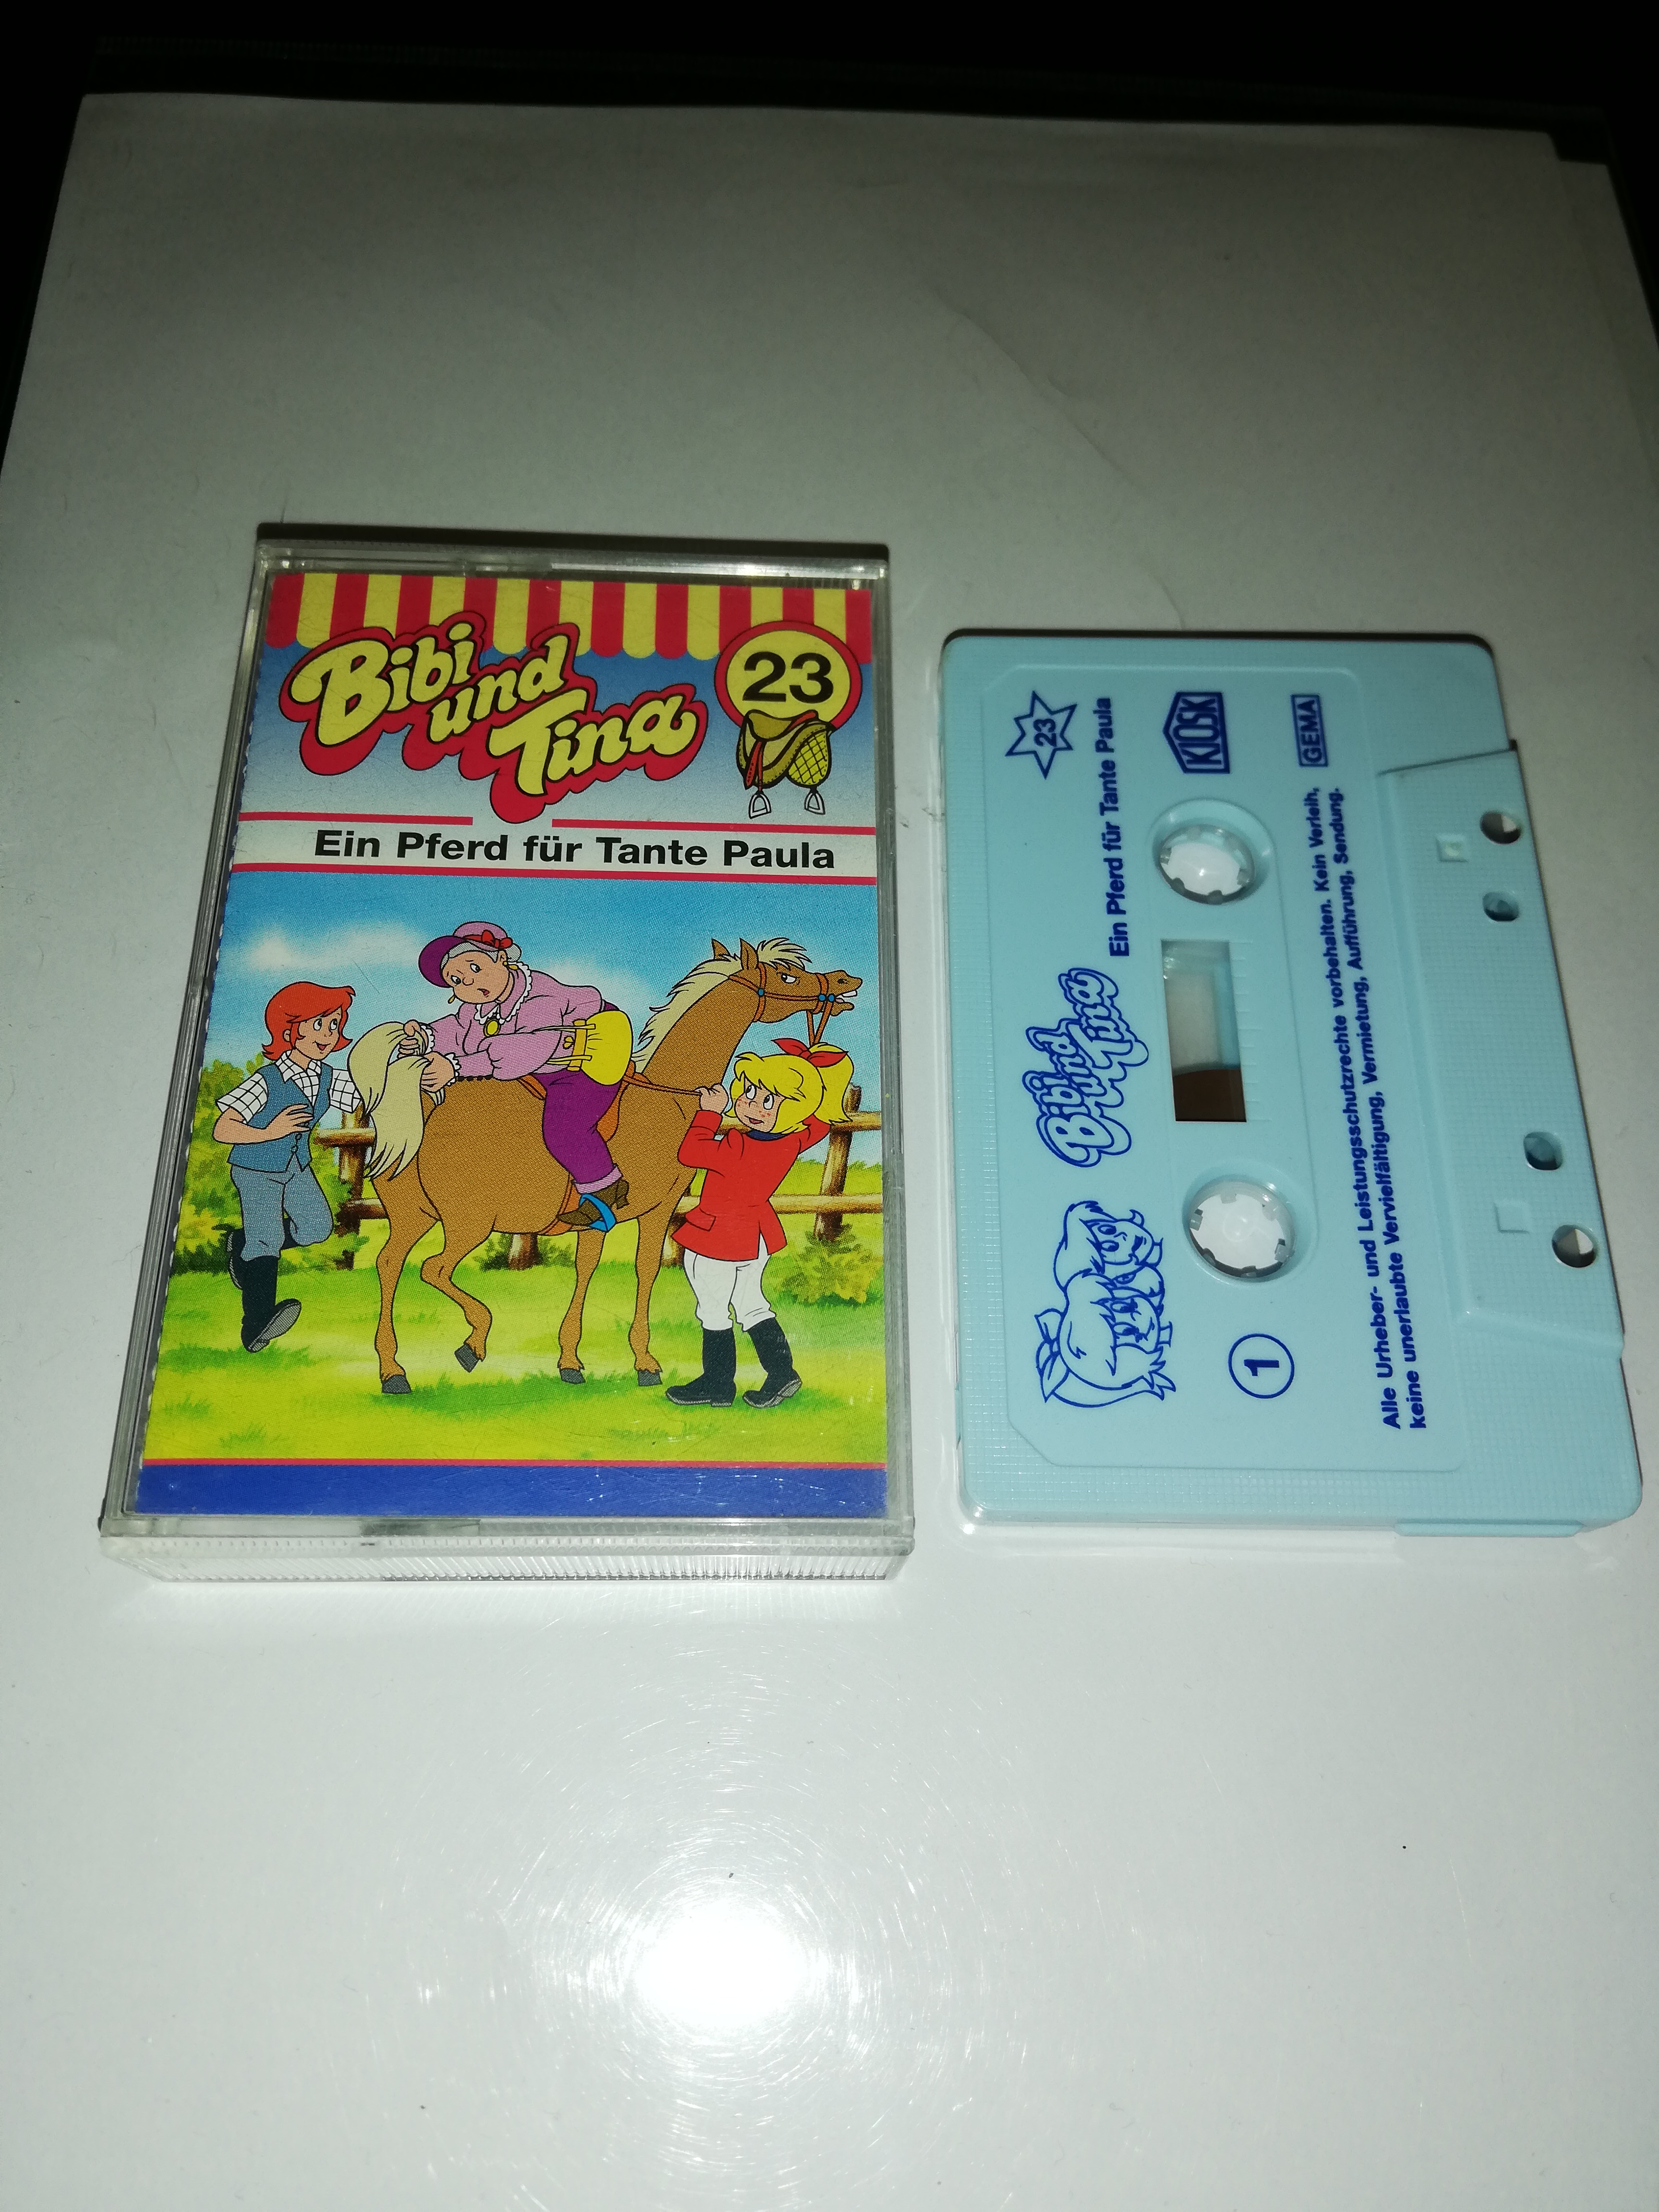 Bibi
und
Tina
23
Ein Pferd für Tante Paula
23
Ein Pferd für Tante Paula
Bibi
und
Tina
KIOSK
GEMA
1
Alle Urheber- und Leistungsschutzrechte vorbehalten. Kein Verleih,
keine unerlaubte Vervielfältigung, Vermietung, Aufführung, Sendung.